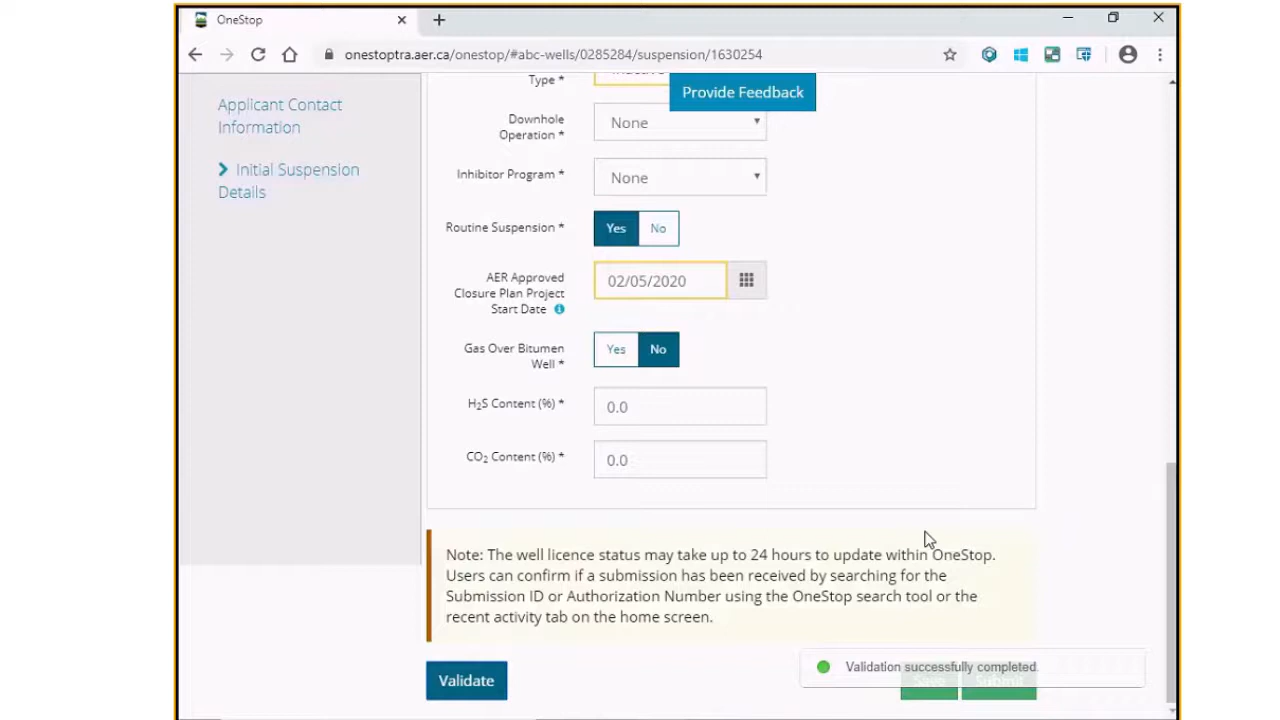 OneStop
onestoptra.aer.ca/onestop/#abc-wells/0285284/suspension/1630254
Applicant Contact
Information
Initial Suspension
Details
Type *
Provide Feedback
Downhole
Operation *
None
Inhibitor Program *
None
Routine Suspension *
Yes
No
AER Approved
Closure Plan Project
Start Date
02/05/2020
Gas Over Bitumen
Well *
Yes
No
H2S Content (%) *
0.0
CO2 Content (%) *
0.0
Note: The well licence status may take up to 24 hours to update within OneStop.
Users can confirm if a submission has been received by searching for the
Submission ID or Authorization Number using the OneStop search tool or the
recent activity tab on the home screen.
Validate
Validation successfully completed.
Save
Submit